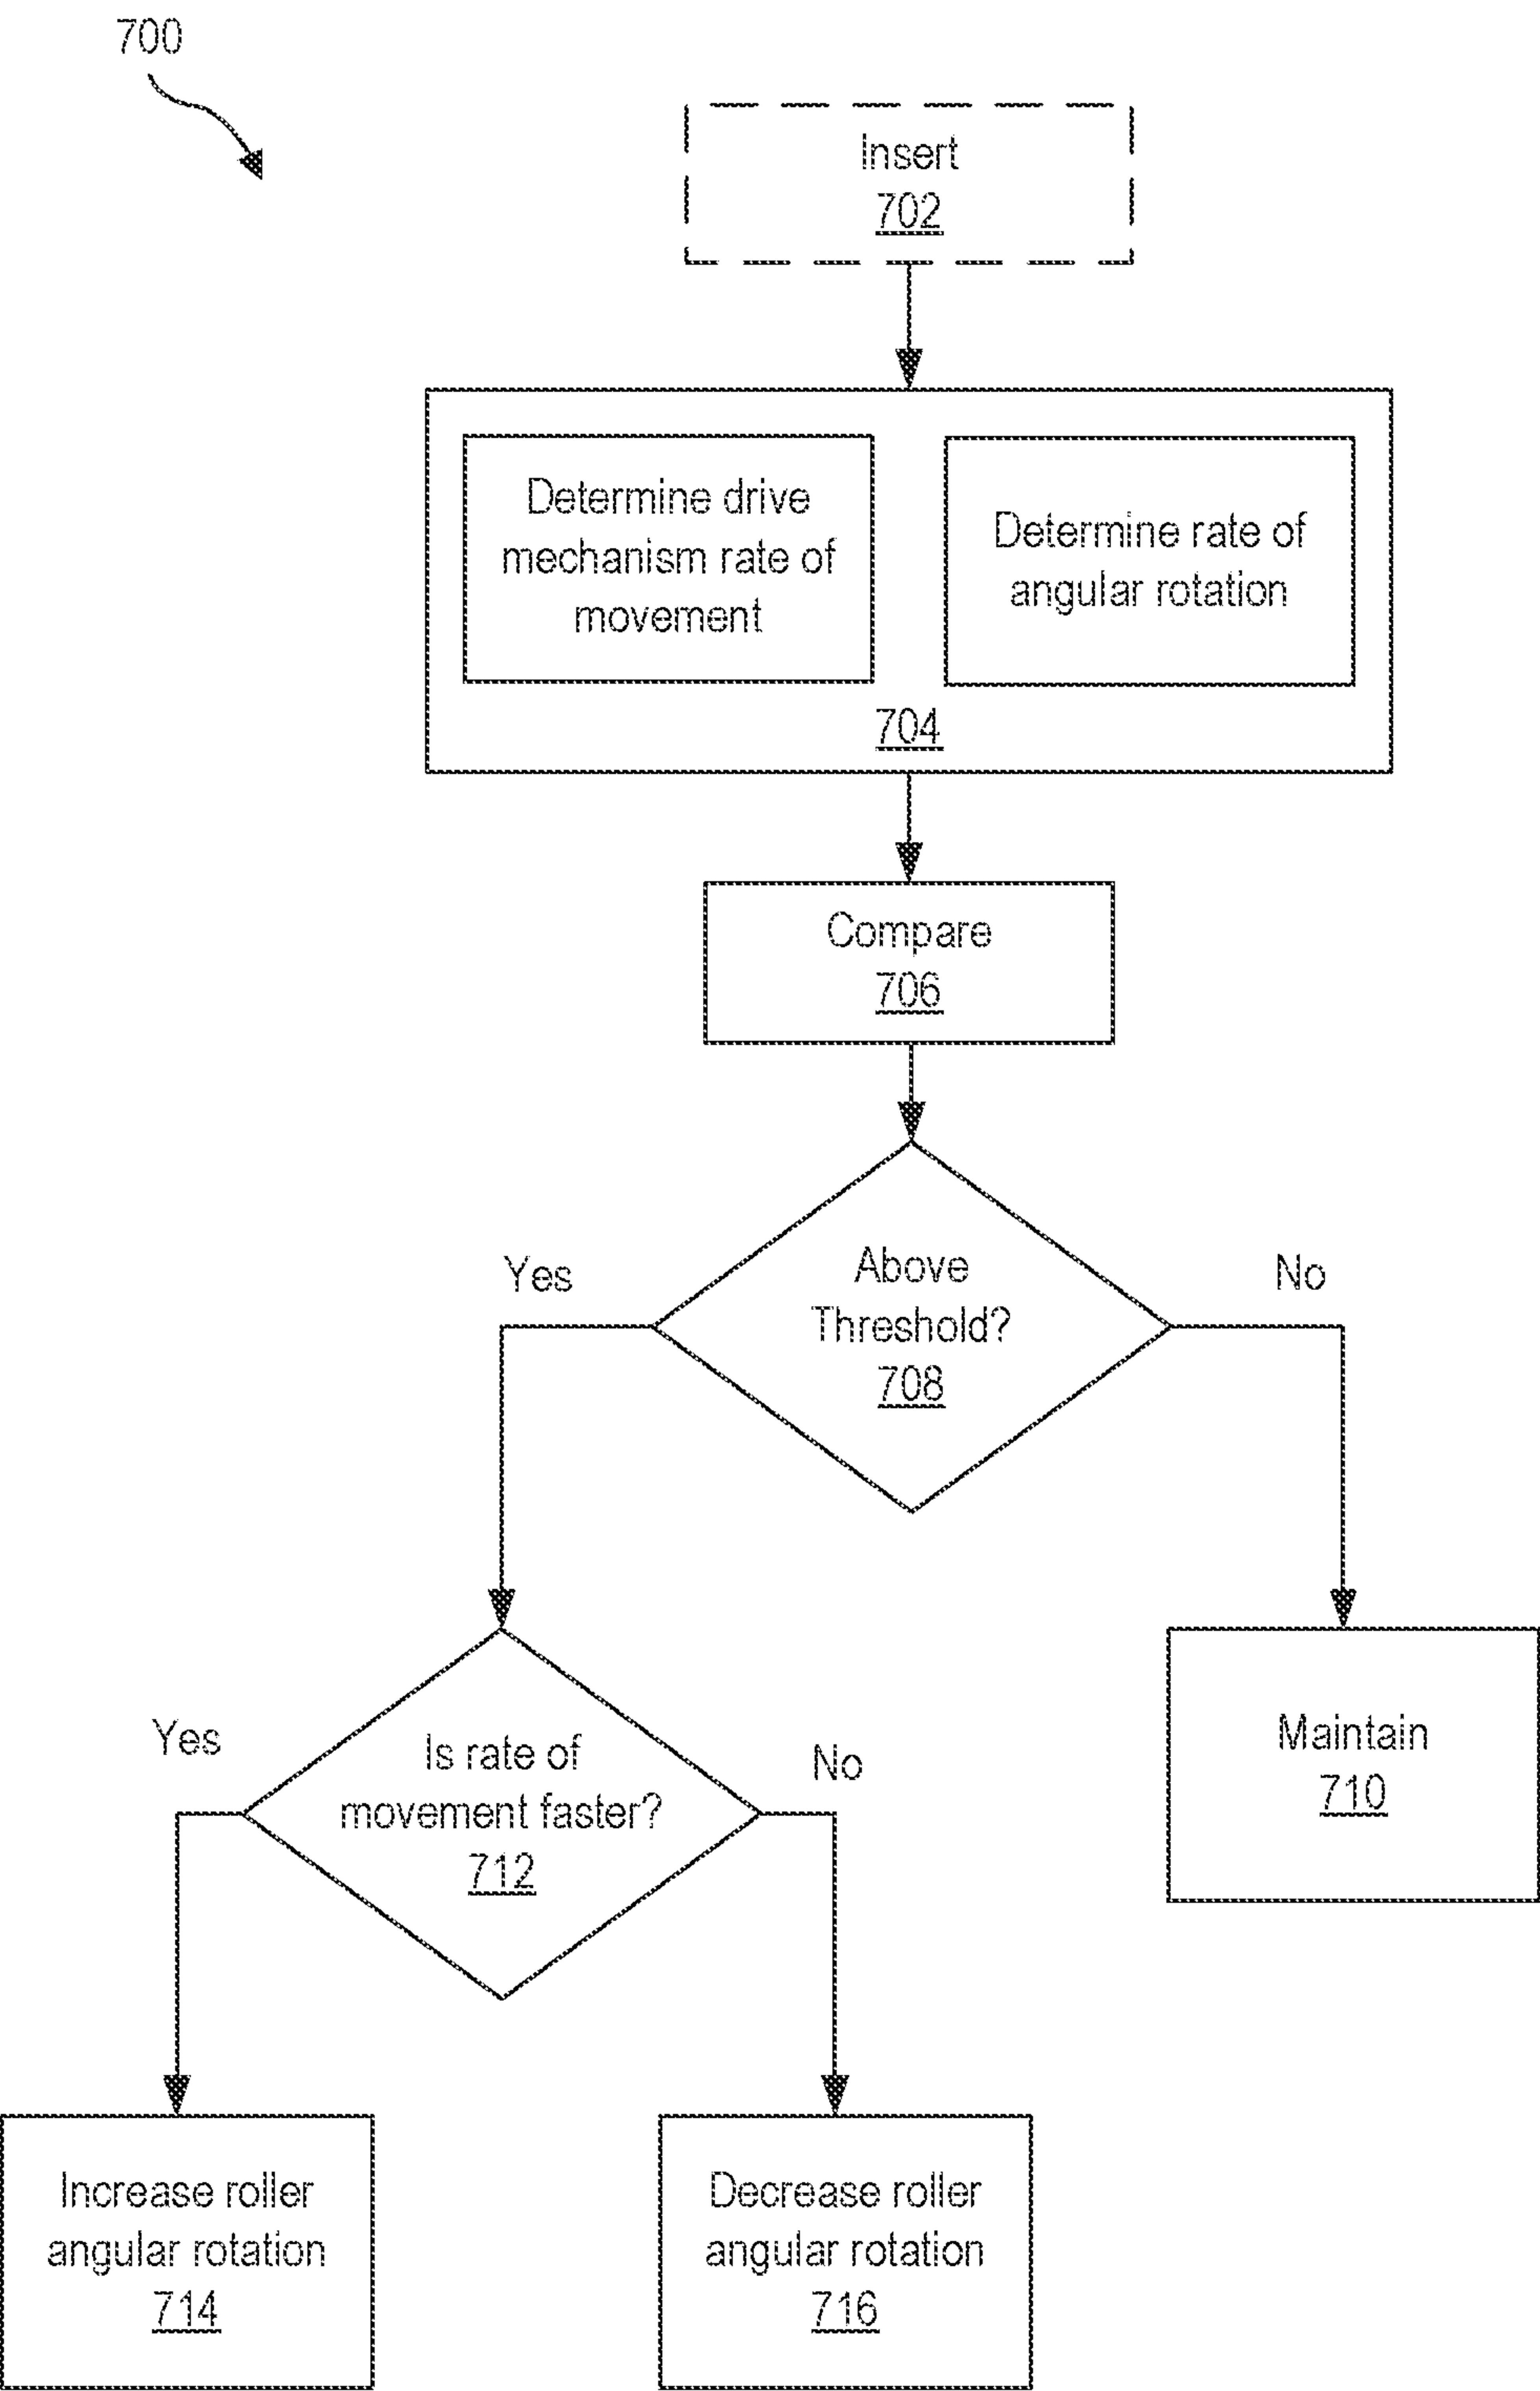 700
Insert
702
Determine drive
mechanism rate of
movement
Determine rate of
angular rotation
704
Compare
706
Yes
Above
Threshold?
708
No
Yes
Is rate of
movement faster?
712
No
Maintain
710
Increase roller
angular rotation
714
Decrease roller
angular rotation
716